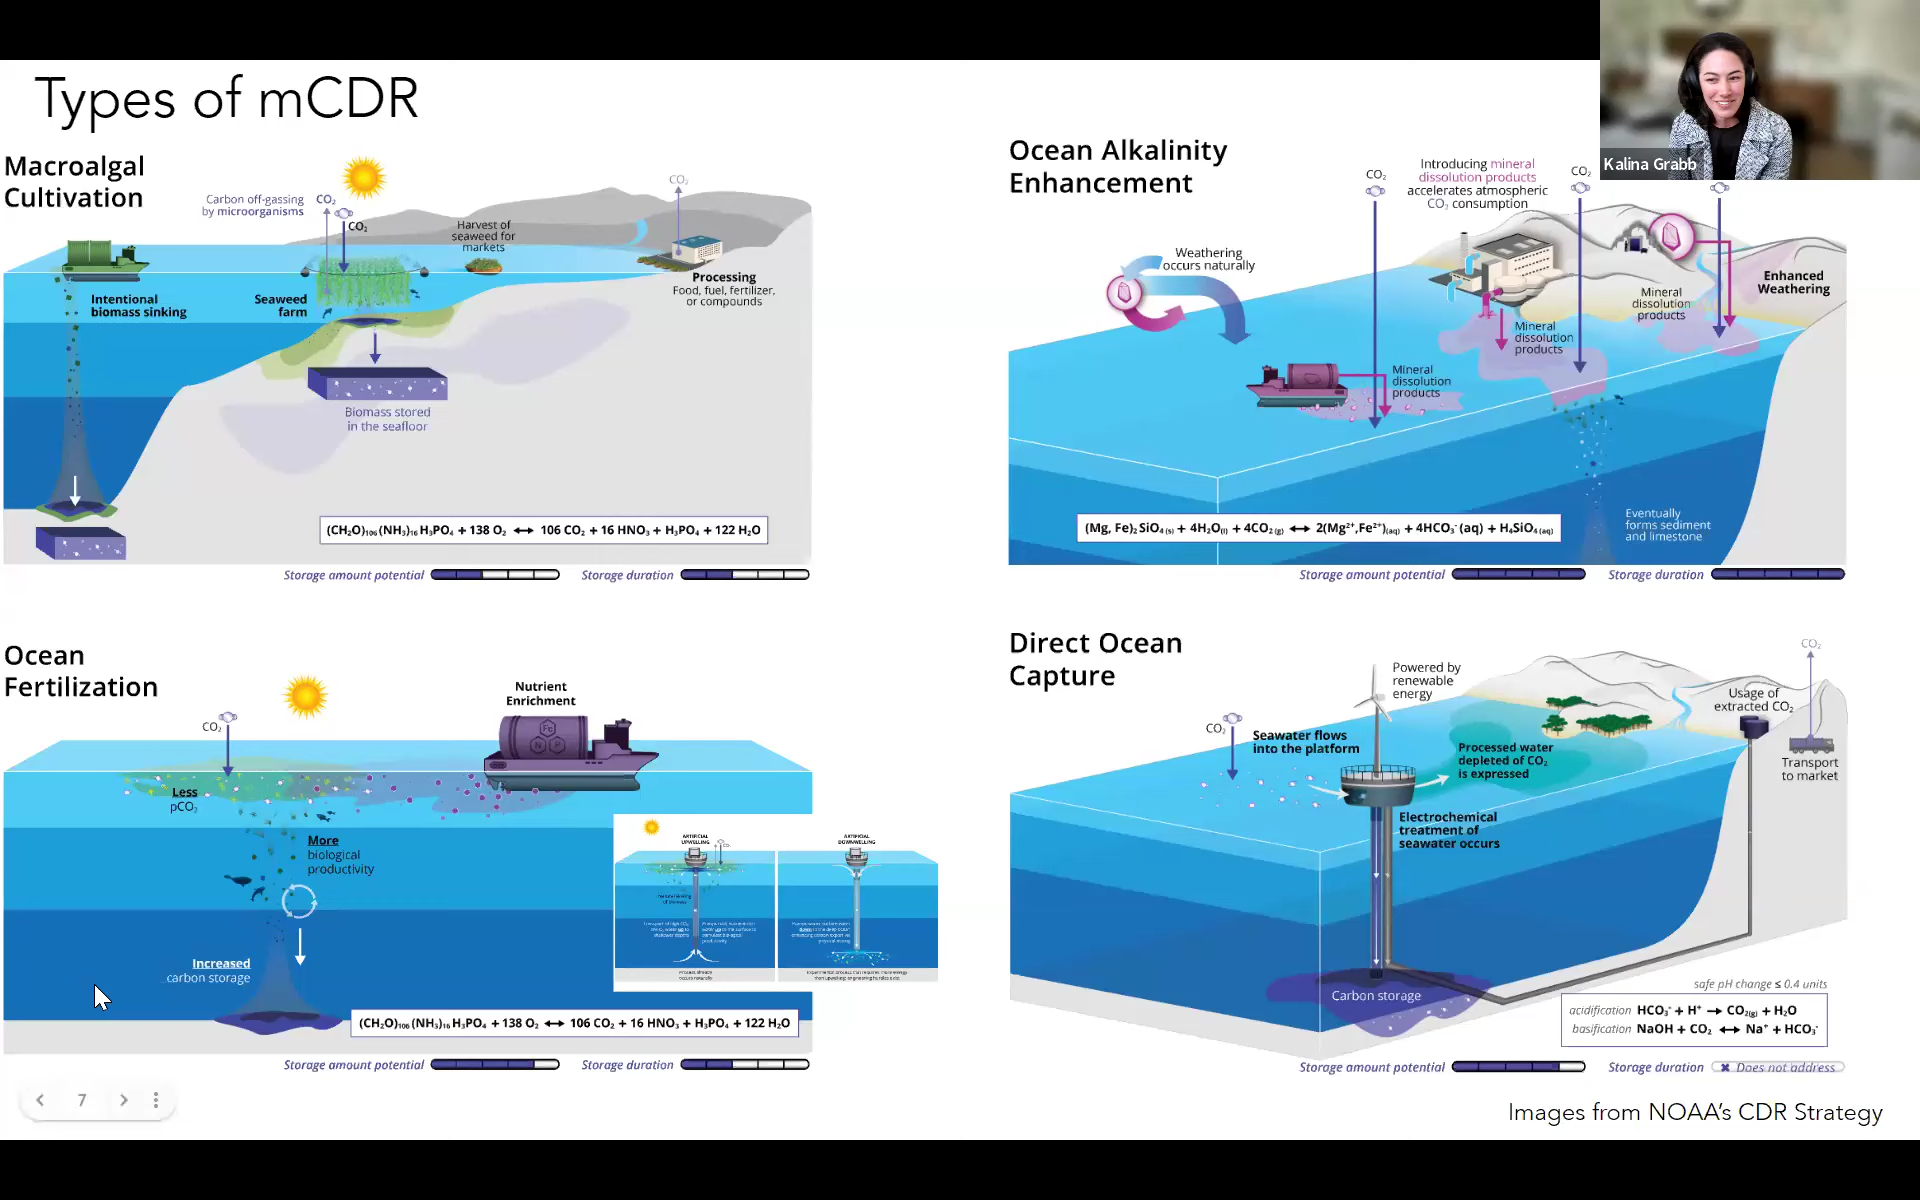 Types of mCDR
Kalina Grabb
Macroalgal
Cultivation
Carbon off-gassing
by microorganisms
CO₂
CO₂
Harvest of
seaweed for
markets
CO₂
Processing
Food, fuel, fertilizer,
or compounds
Intentional
biomass sinking
Seaweed
farm
Biomass stored
in the seafloor
(CH₂O)₁₀₆(NH₃)₁₆H₃PO₄ + 138 O₂ ⟷ 106 CO₂ + 16 HNO₃ + H₃PO₄ + 122 H₂O
Storage amount potential
Storage duration
Ocean Alkalinity
Enhancement
CO₂
Introducing mineral
dissolution products
accelerates atmospheric
CO₂ consumption
CO₂
Weathering
occurs naturally
Enhanced
Weathering
Mineral
dissolution
products
Mineral
dissolution
products
Mineral
dissolution
products
Eventually
forms sediment
and limestone
(Mg, Fe)₂SiO₄ (s) + 4H₂O(l) + 4CO₂ (g) ⟷ 2(Mg²⁺,Fe²⁺)(aq) + 4HCO₃⁻ (aq) + H₄SiO₄ (aq)
Storage amount potential
Storage duration
Ocean
Fertilization
Nutrient
Enrichment
Fe
N P
CO₂
Less
pCO₂
More
biological
productivity
Increased
carbon storage
ARTIFICIAL
UPWELLING
ARTIFICIAL
DOWNWELLING
(CH₂O)₁₀₆(NH₃)₁₆H₃PO₄ + 138 O₂ ⟷ 106 CO₂ + 16 HNO₃ + H₃PO₄ + 122 H₂O
Storage amount potential
Storage duration
Direct Ocean
Capture
Powered by
renewable
energy
CO₂
CO₂
Usage of
extracted CO₂
Seawater flows
into the platform
Processed water
depleted of CO₂
is expressed
Transport
to market
Electrochemical
treatment of
seawater occurs
Carbon storage
safe pH change ≤ 0.4 units
acidification HCO₃⁻ + H⁺ → CO₂(g) + H₂O
basification NaOH + CO₂ ⟷ Na⁺ + HCO₃⁻
Storage amount potential
Storage duration
Does not address
7
Images from NOAA's CDR Strategy